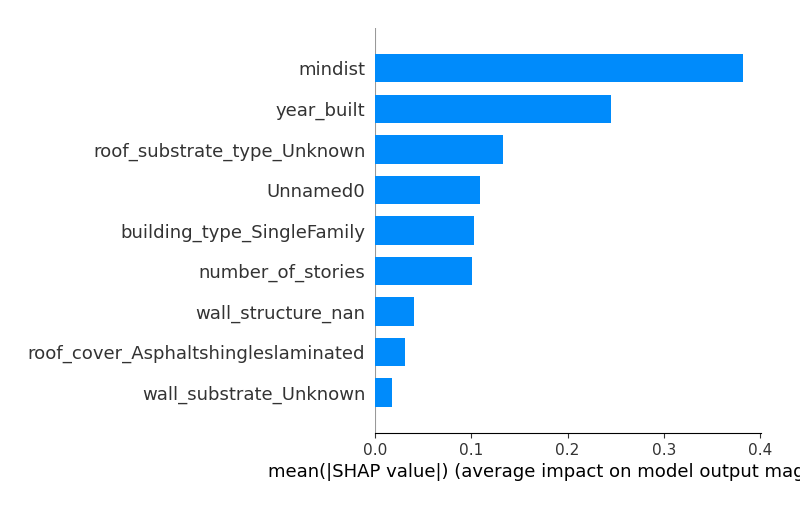 mindist
year_built
roof_substrate_type_Unknown
Unnamed0
building_type_SingleFamily
number_of_stories
wall_structure_nan
roof_cover_Asphaltshingleslaminated
wall_substrate_Unknown
0.0 0.1 0.2 0.3 0.4
mean(|SHAP value|) (average impact on model output mag